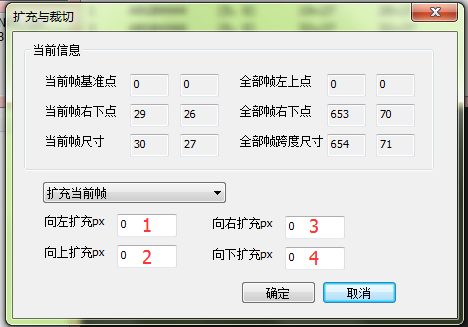 扩充与裁切
当前信息
当前帧基准点 0 0 全部帧左上点 0 0
当前帧右下点 29 26 全部帧右下点 653 70
当前帧尺寸 30 27 全部帧跨度尺寸 654 71
扩充当前帧
向左扩充px 0 1 向右扩充px 0 3
向上扩充px 0 2 向下扩充px 0 4
确定 取消